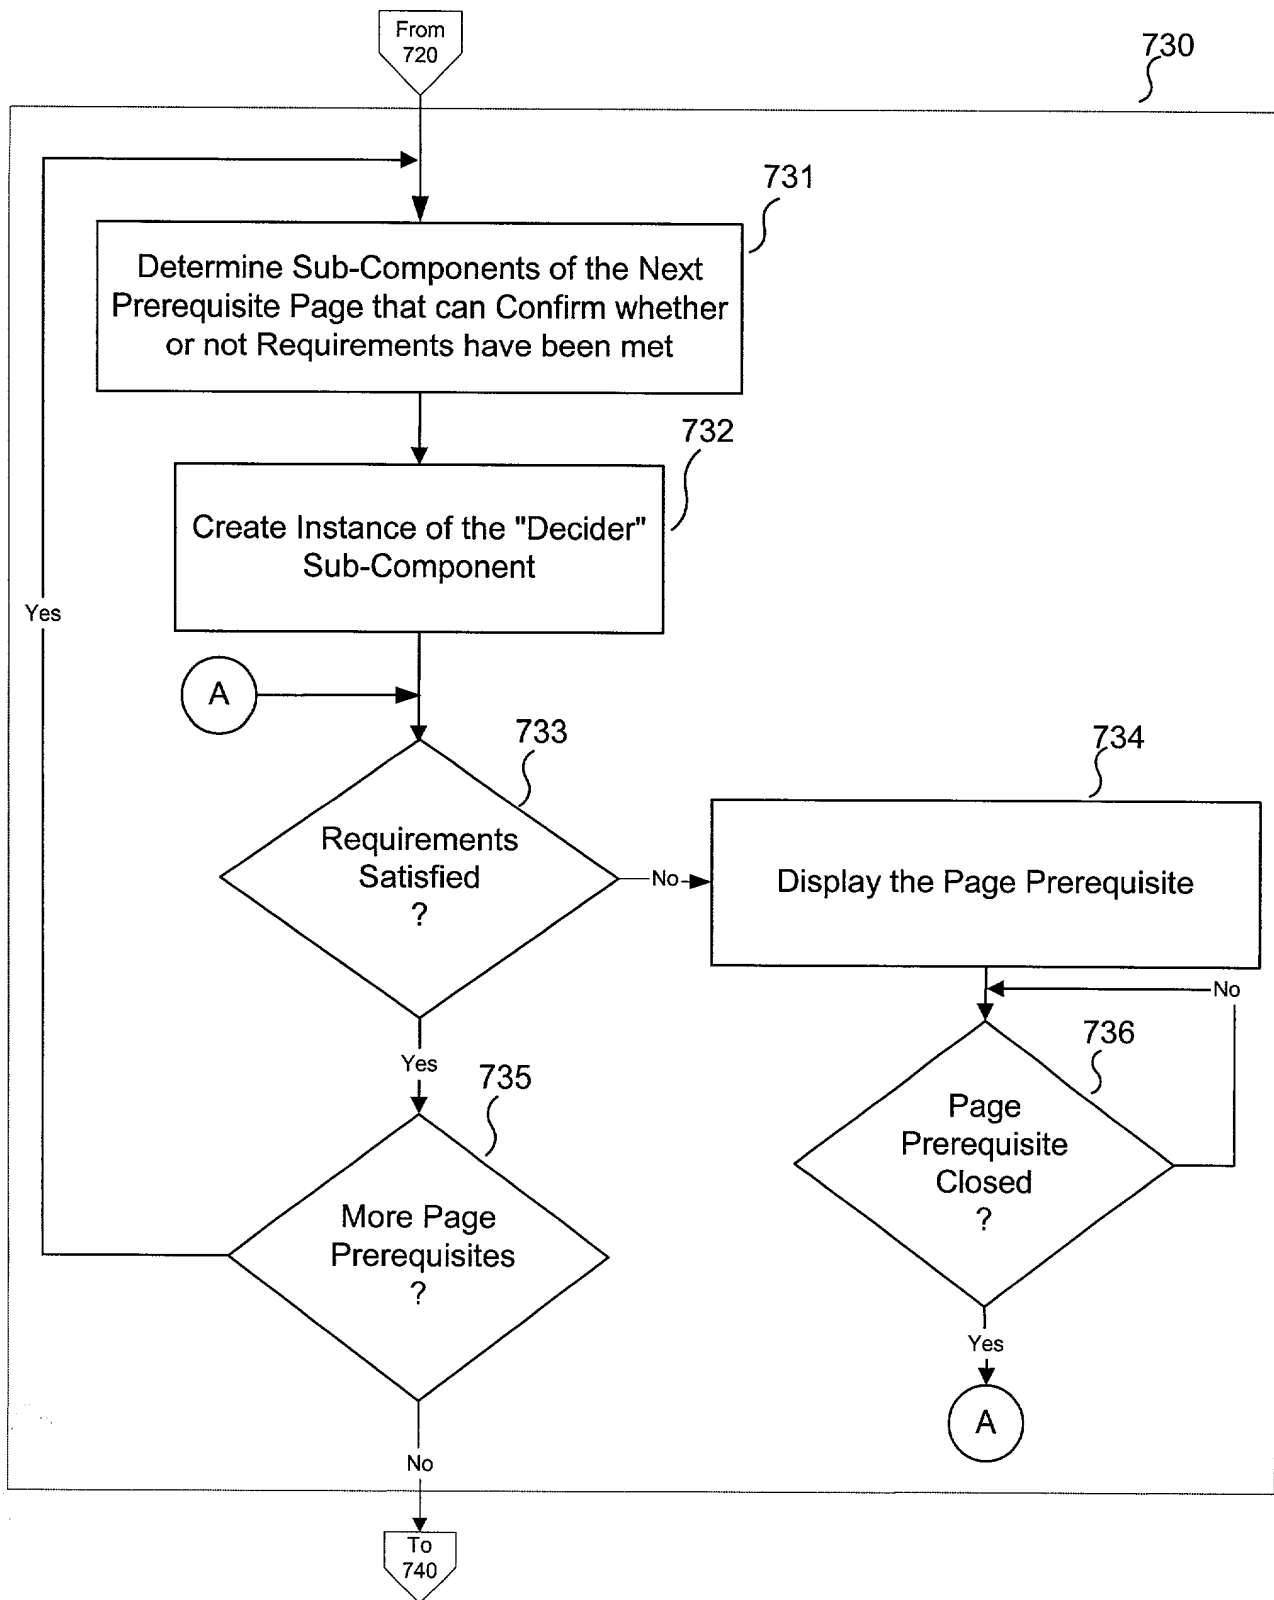 From
720
730
731
Determine Sub-Components of the Next
Prerequisite Page that can Confirm whether
or not Requirements have been met
732
Create Instance of the "Decider"
Sub-Component
Yes
A
733
Requirements
Satisfied
?
No
734
Display the Page Prerequisite
No
736
Page
Prerequisite
Closed
?
Yes
735
More Page
Prerequisites
?
Yes
A
No
To
740